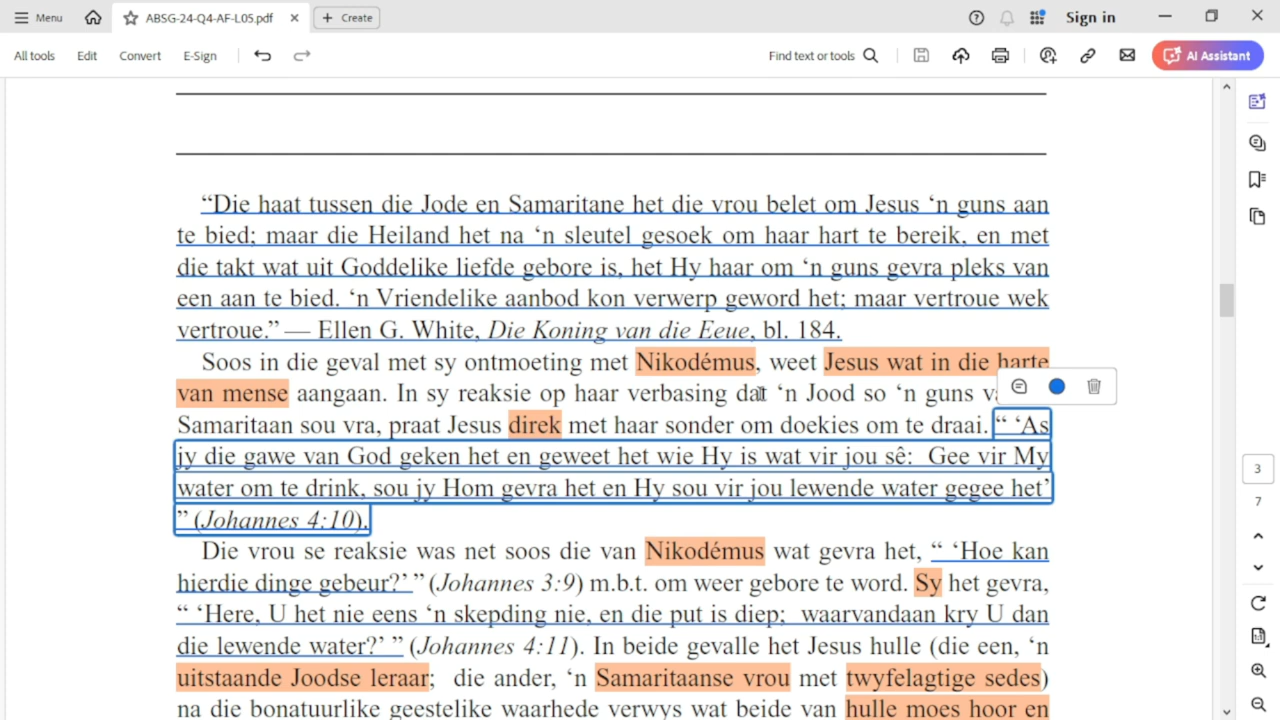 Menu
ABSG-24-Q4-AF-L05.pdf
Create
Sign in
All tools
Edit
Convert
E-Sign
Find text or tools
AI Assistant
“Die haat tussen die Jode en Samaritane het die vrou belet om Jesus ‘n guns aan
te bied; maar die Heiland het na ‘n sleutel gesoek om haar hart te bereik, en met
die takt wat uit Goddelike liefde gebore is, het Hy haar om ‘n guns gevra pleks van
een aan te bied. ‘n Vriendelike aanbod kon verwerp geword het; maar vertroue wek
vertroue.” — Ellen G. White, Die Koning van die Eeue, bl. 184.
Soos in die geval met sy ontmoeting met Nikodémus, weet Jesus wat in die harte
van mense aangaan. In sy reaksie op haar verbasing dat ‘n Jood so ‘n guns
Samaritaan sou vra, praat Jesus direk met haar sonder om doekies om te draai. “ ‘As
jy die gawe van God geken het en geweet het wie Hy is wat vir jou sê: Gee vir My
water om te drink, sou jy Hom gevra het en Hy sou vir jou lewende water gegee het’
” (Johannes 4:10).
Die vrou se reaksie was net soos die van Nikodémus wat gevra het, “ ‘Hoe kan
hierdie dinge gebeur?’ ” (Johannes 3:9) m.b.t. om weer gebore te word. Sy het gevra,
“ ‘Here, U het nie eens ‘n skepding nie, en die put is diep; waarvandaan kry U dan
die lewende water?’ ” (Johannes 4:11). In beide gevalle het Jesus hulle (die een, ‘n
uitstaande Joodse leraar; die ander, ‘n Samaritaanse vrou met twyfelagtige sedes)
na die bonatuurlike geestelike waarhede verwys wat beide van hulle moes hoor en
3
7